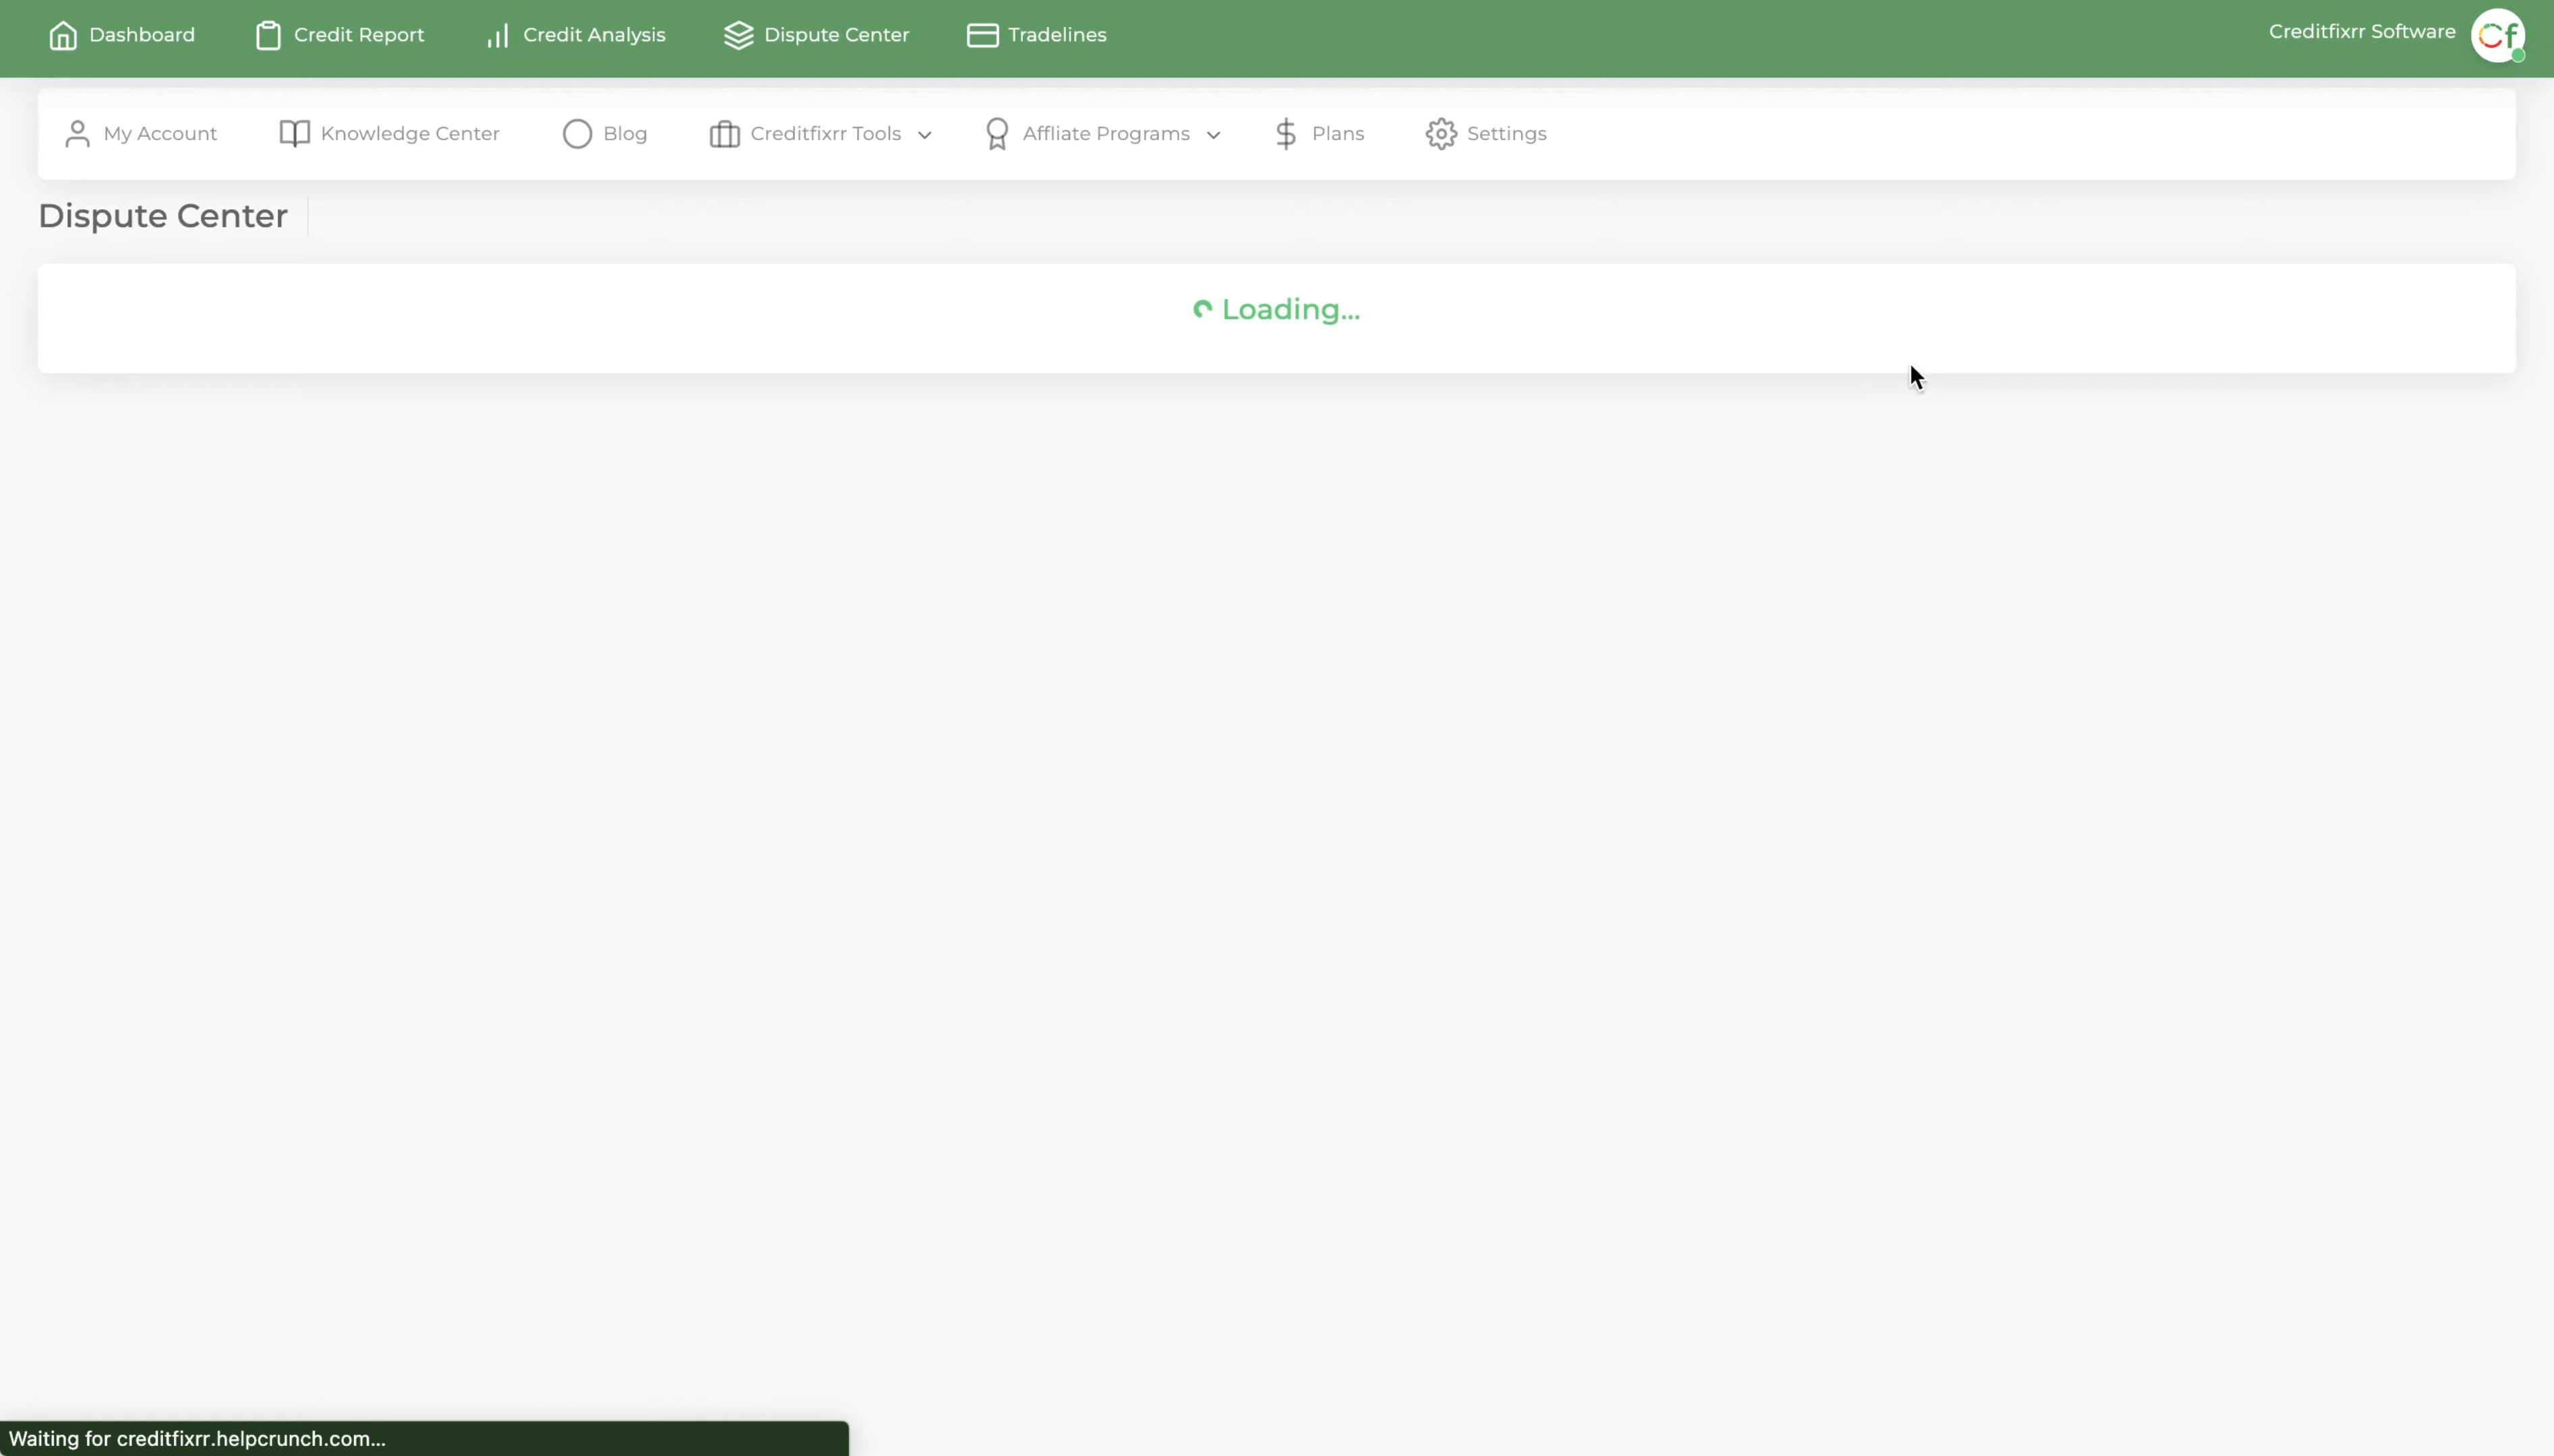 Dashboard Credit Report Credit Analysis Dispute Center Tradelines Creditfixrr Software Cf
My Account Knowledge Center Blog Creditfixrr Tools Affliate Programs Plans Settings
Dispute Center
Loading...
Waiting for creditfixrr.helpcrunch.com...